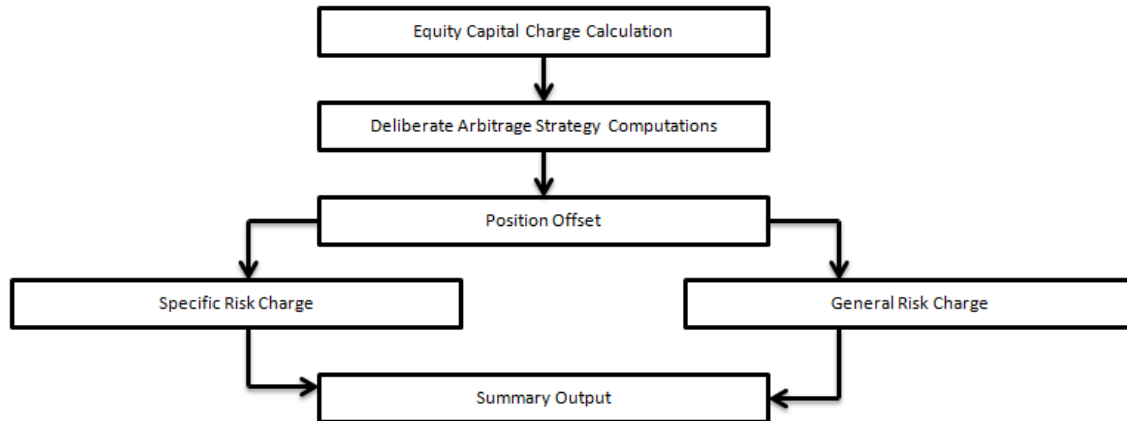 Equity Capital Charge Calculation
Deliberate Arbitrage Strategy Computations
Position Offset
Specific Risk Charge
General Risk Charge
Summary Output